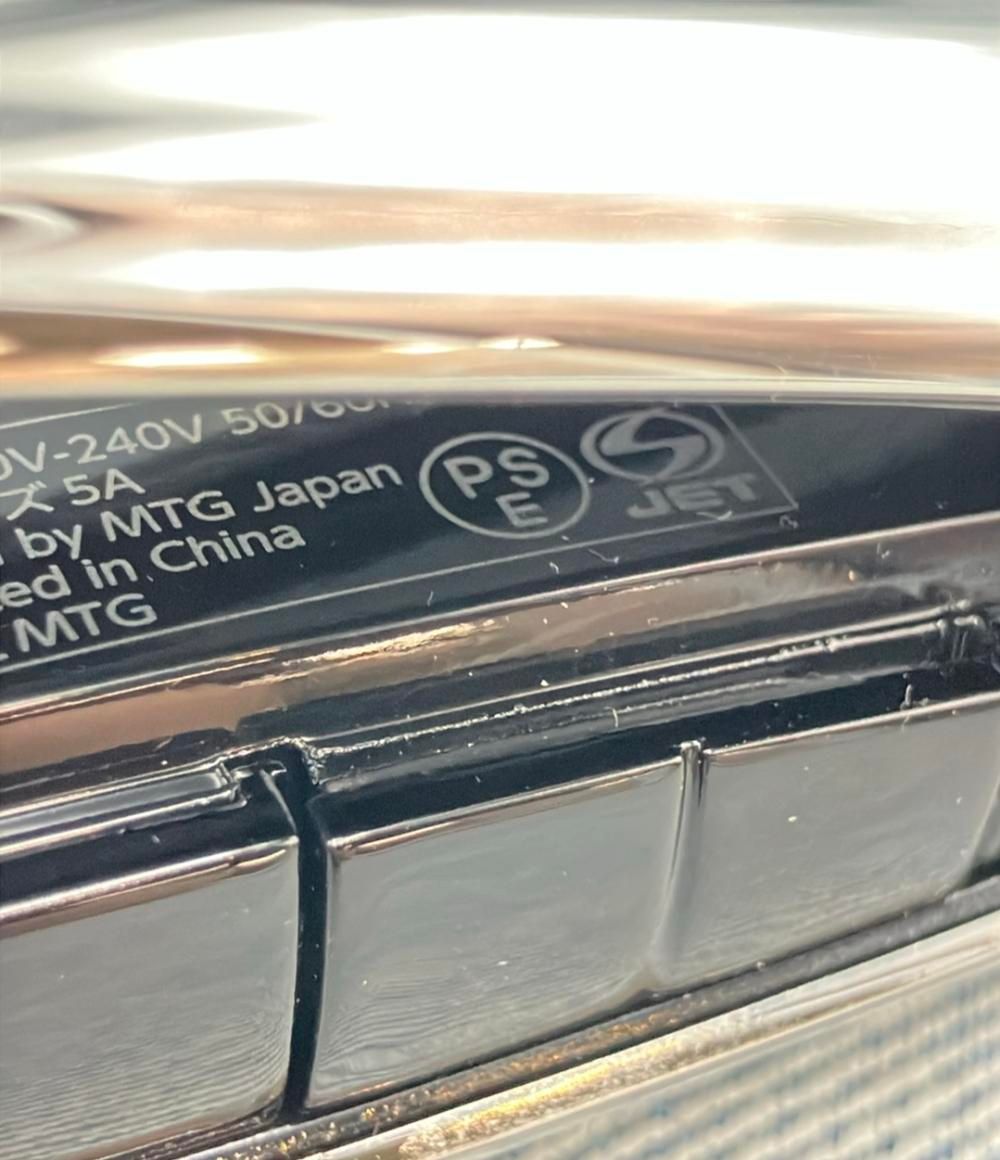 0V-240V 50/60
ズ 5A
by MTG Japan
ed in China
MTG
PS
E
JET